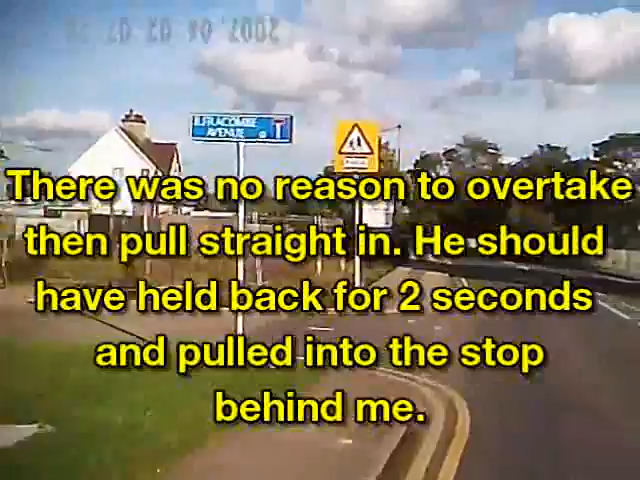 ILFRACOMBE
AVENUE
There was no reason to overtake
then pull straight in. He should
have held back for 2 seconds
and pulled into the stop
behind me.